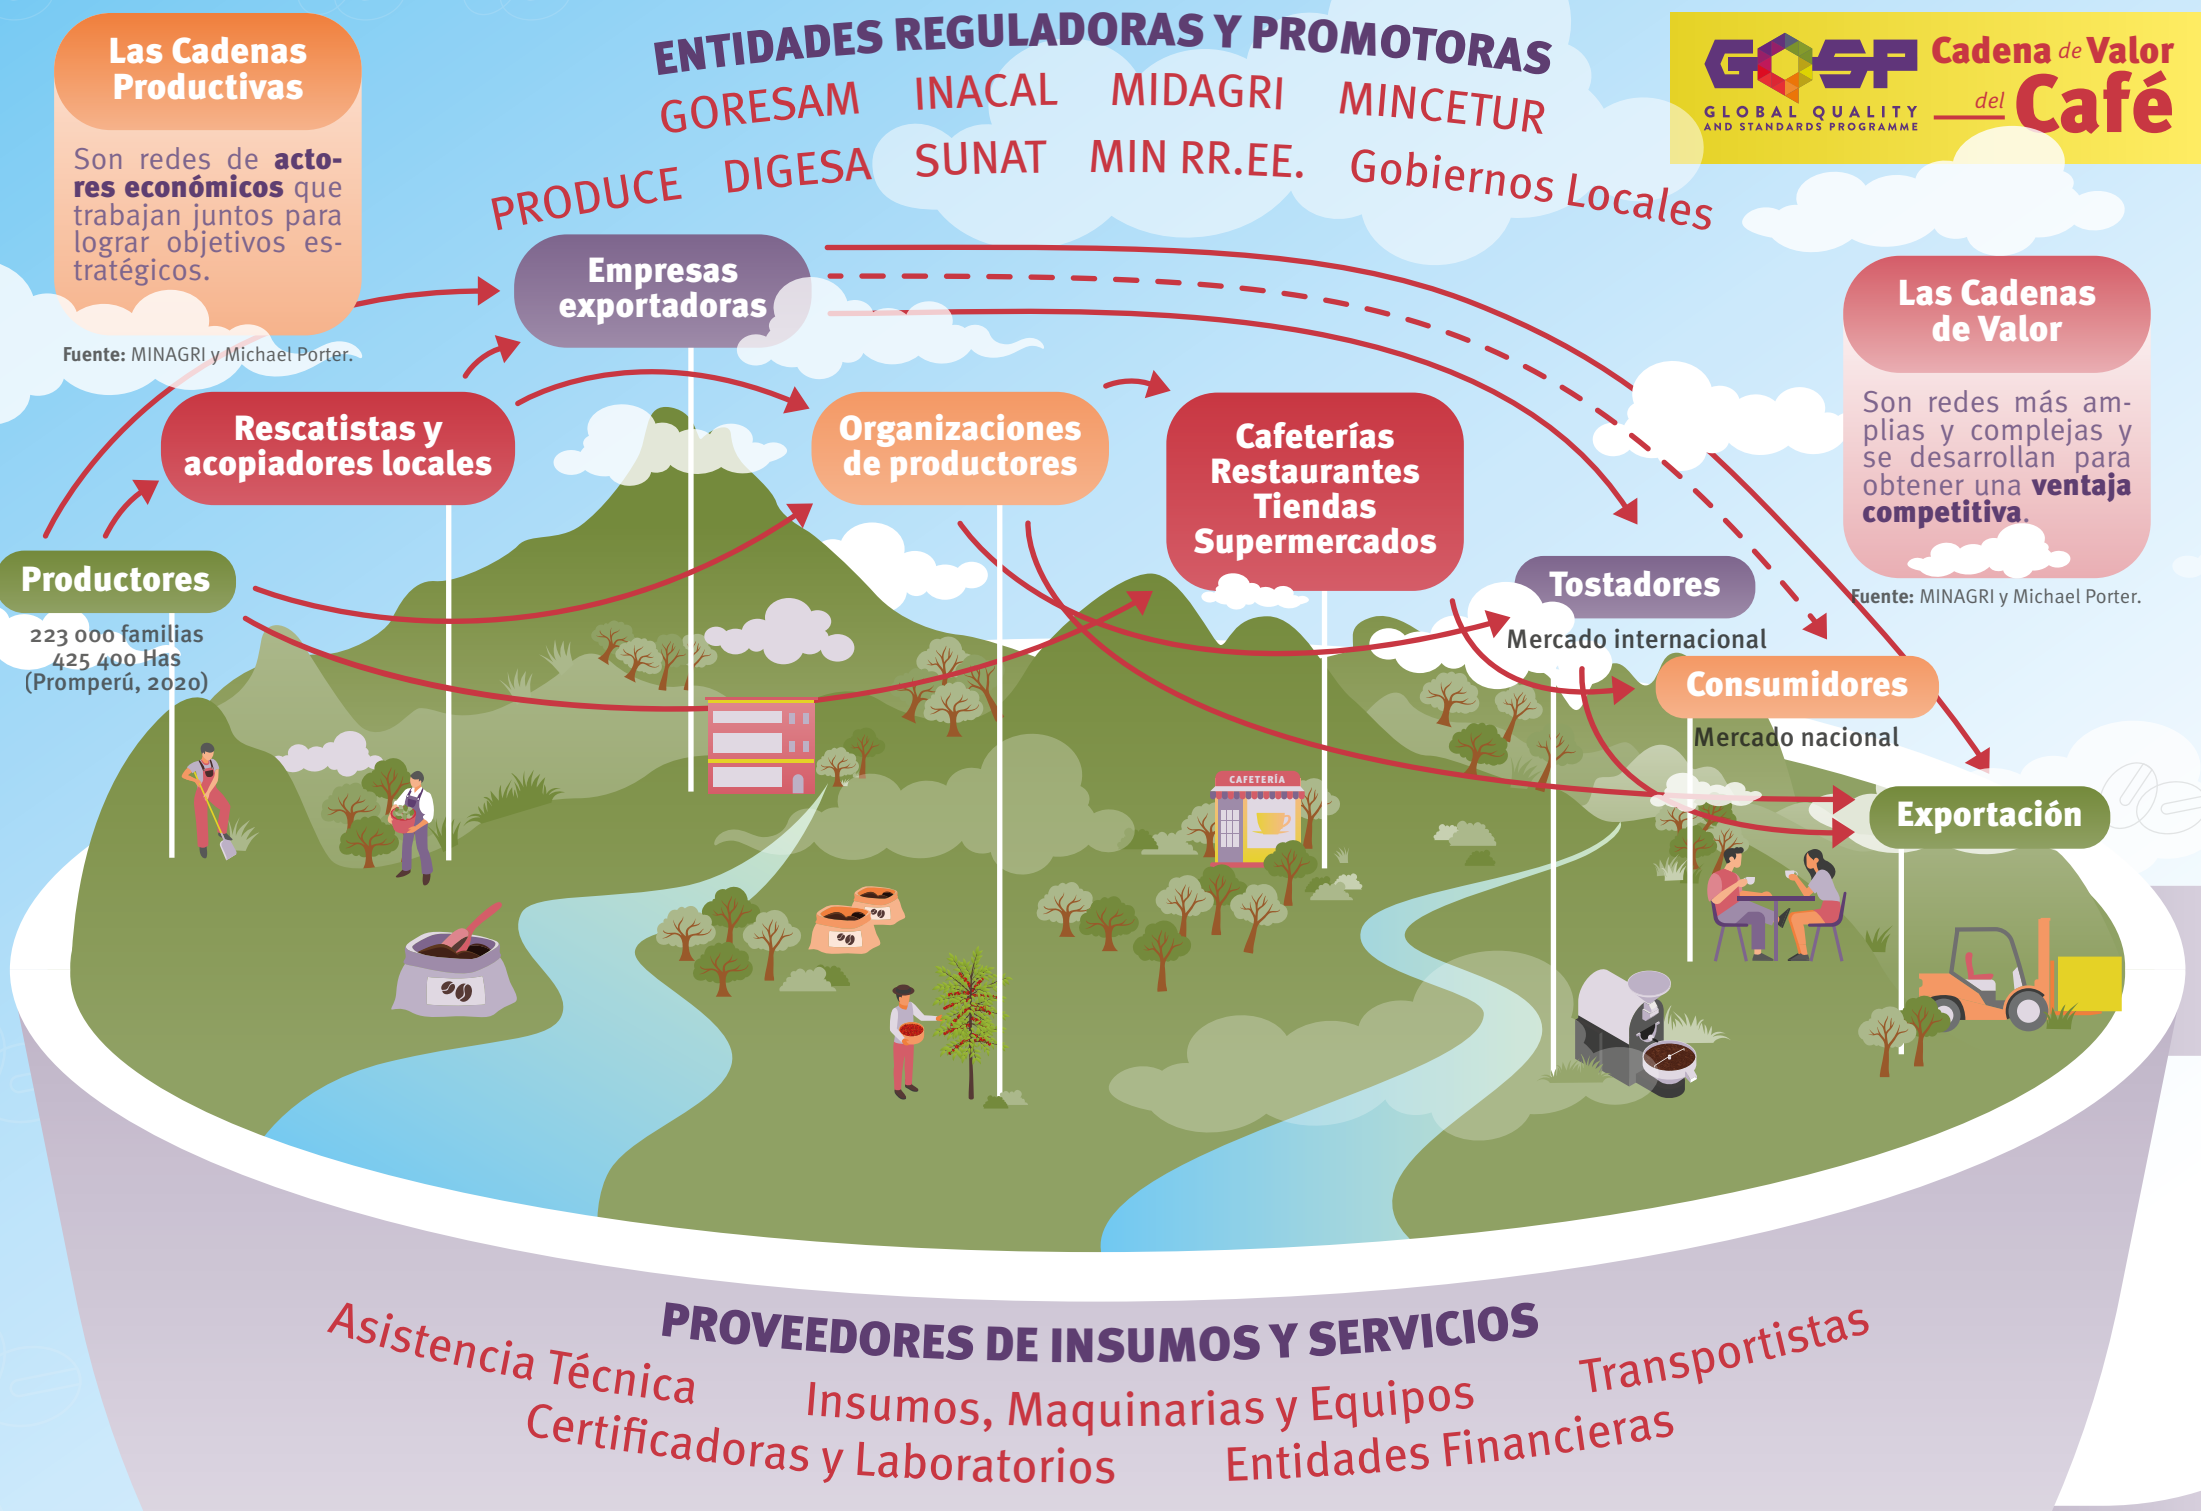 Las Cadenas
Productivas
Son redes de acto-
res económicos que
trabajan juntos para
lograr objetivos es-
tratégicos.
Fuente: MINAGRI y Michael Porter.
ENTIDADES REGULADORAS Y PROMOTORAS
GORESAM INACAL MIDAGRI MINCETUR
PRODUCE DIGESA SUNAT MIN RR.EE. Gobiernos Locales
GQSP
GLOBAL QUALITY
AND STANDARDS PROGRAMME
Cadena de Valor
del Café
Las Cadenas
de Valor
Son redes más am-
plias y complejas y
se desarrollan para
obtener una ventaja
competitiva.
Fuente: MINAGRI y Michael Porter.
Empresas
exportadoras
Rescatistas y
acopiadores locales
Organizaciones
de productores
Cafeterías
Restaurantes
Tiendas
Supermercados
Productores
223 000 familias
425 400 Has
(Promperú, 2020)
Tostadores
Mercado internacional
Consumidores
Mercado nacional
Exportación
CAFETERÍA
PROVEEDORES DE INSUMOS Y SERVICIOS
Asistencia Técnica Insumos, Maquinarias y Equipos Transportistas
Certificadoras y Laboratorios Entidades Financieras